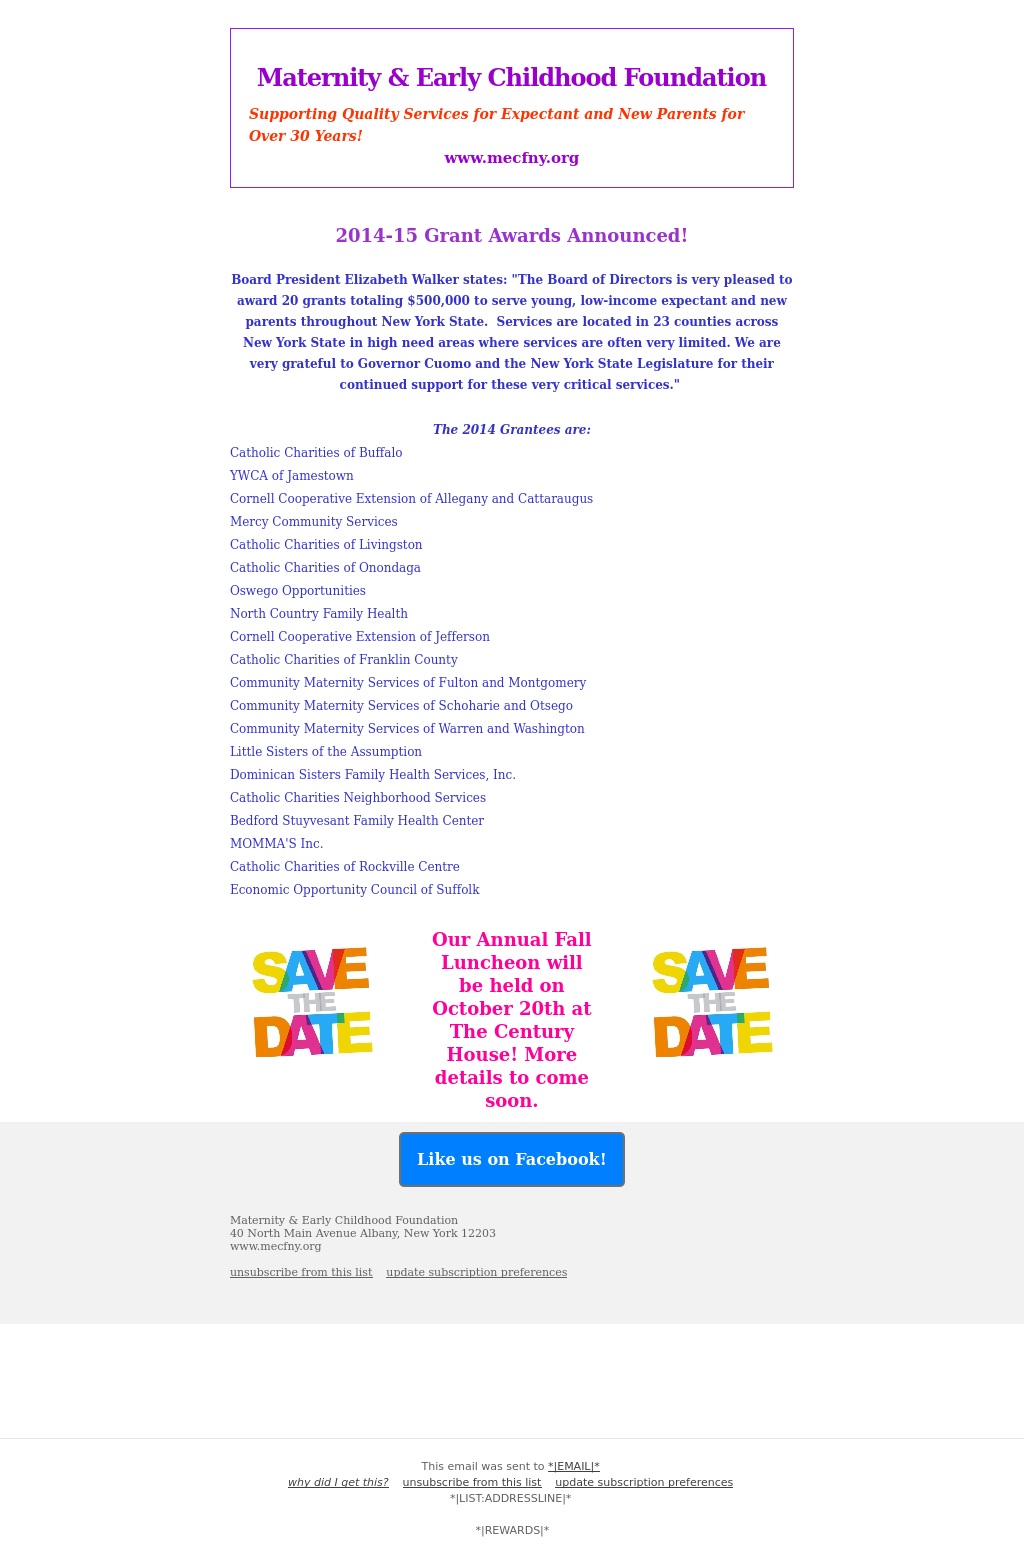 Maternity & Early Childhood Foundation
Supporting Quality Services for Expectant and New Parents for
Over 30 Years!
www.mecfny.org
2014-15 Grant Awards Announced!
Board President Elizabeth Walker states: "The Board of Directors is very pleased to
award 20 grants totaling $500,000 to serve young, low-income expectant and new
parents throughout New York State.  Services are located in 23 counties across
New York State in high need areas where services are often very limited. We are
very grateful to Governor Cuomo and the New York State Legislature for their
continued support for these very critical services."
The 2014 Grantees are:
Catholic Charities of Buffalo
YWCA of Jamestown
Cornell Cooperative Extension of Allegany and Cattaraugus
Mercy Community Services
Catholic Charities of Livingston
Catholic Charities of Onondaga
Oswego Opportunities
North Country Family Health
Cornell Cooperative Extension of Jefferson
Catholic Charities of Franklin County
Community Maternity Services of Fulton and Montgomery
Community Maternity Services of Schoharie and Otsego
Community Maternity Services of Warren and Washington
Little Sisters of the Assumption
Dominican Sisters Family Health Services, Inc.
Catholic Charities Neighborhood Services
Bedford Stuyvesant Family Health Center
MOMMA'S Inc.
Catholic Charities of Rockville Centre
Economic Opportunity Council of Suffolk
SAVE
THE
DATE
Our Annual Fall
Luncheon will
be held on
October 20th at
The Century
House! More
details to come
soon.
SAVE
THE
DATE
Like us on Facebook!
Maternity & Early Childhood Foundation
40 North Main Avenue Albany, New York 12203
www.mecfny.org
unsubscribe from this list    update subscription preferences
This email was sent to *|EMAIL|*
why did I get this?    unsubscribe from this list    update subscription preferences
*|LIST:ADDRESSLINE|*
*|REWARDS|*